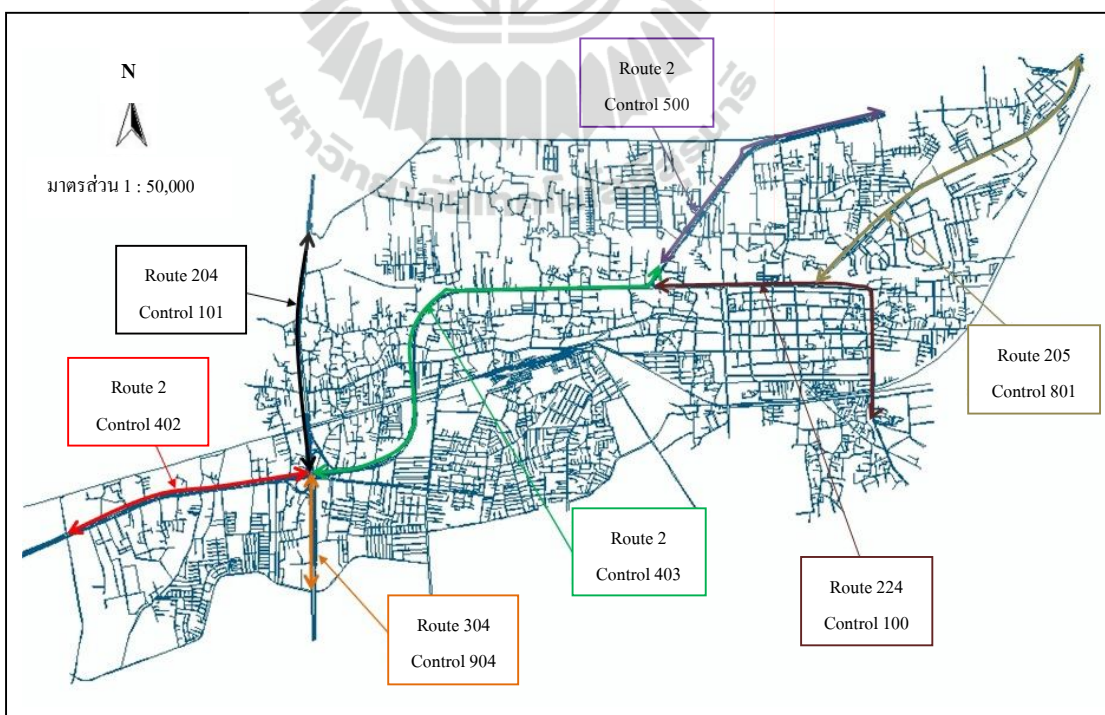 N
มาตรส่วน 1 : 50,000
Route 2
Control 500
Route 204
Control 101
Route 2
Control 402
Route 205
Control 801
Route 2
Control 403
Route 224
Control 100
Route 304
Control 904